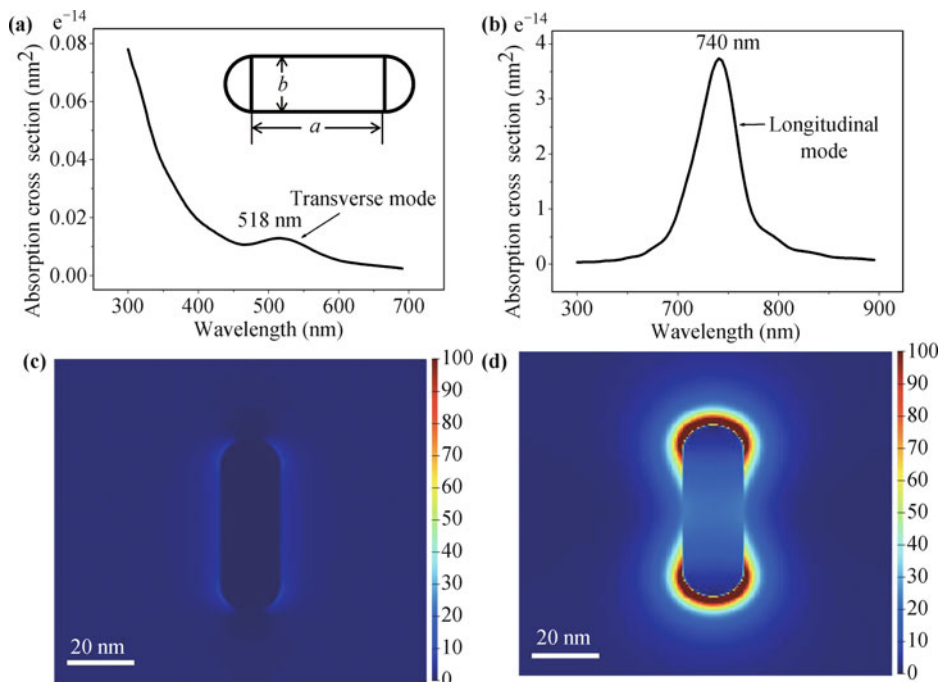 (a)
e⁻¹⁴
Absorption cross section (nm²)
0.08
0.06
0.04
0.02
0.00
b
a
518 nm
Transverse mode
300 400 500 600 700
Wavelength (nm)
(b)
e⁻¹⁴
Absorption cross section (nm²)
4
3
2
1
0
740 nm
Longitudinal
mode
300 700 800 900
Wavelength (nm)
(c)
20 nm
100
90
80
70
60
50
40
30
20
10
0
(d)
20 nm
100
90
80
70
60
50
40
30
20
10
0